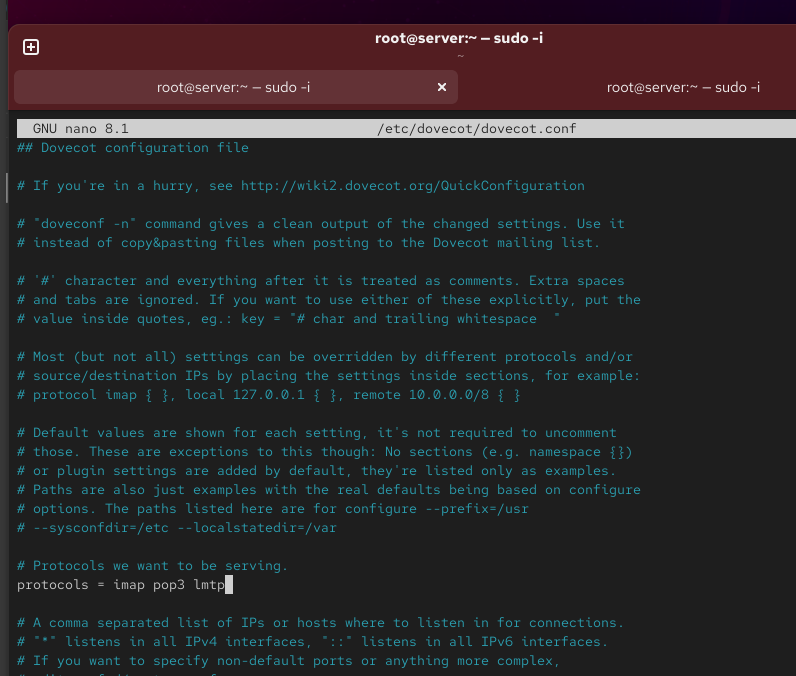 root@server:~ — sudo -i
~
root@server:~ — sudo -i ×
root@server:~ — sudo -i
GNU nano 8.1 /etc/dovecot/dovecot.conf
## Dovecot configuration file
# If you're in a hurry, see http://wiki2.dovecot.org/QuickConfiguration
# "doveconf -n" command gives a clean output of the changed settings. Use it
# instead of copy&pasting files when posting to the Dovecot mailing list.
# '#' character and everything after it is treated as comments. Extra spaces
# and tabs are ignored. If you want to use either of these explicitly, put the
# value inside quotes, eg.: key = "# char and trailing whitespace  "
# Most (but not all) settings can be overridden by different protocols and/or
# source/destination IPs by placing the settings inside sections, for example:
# protocol imap { }, local 127.0.0.1 { }, remote 10.0.0.0/8 { }
# Default values are shown for each setting, it's not required to uncomment
# those. These are exceptions to this though: No sections (e.g. namespace {})
# or plugin settings are added by default, they're listed only as examples.
# Paths are also just examples with the real defaults being based on configure
# options. The paths listed here are for configure --prefix=/usr
# --sysconfdir=/etc --localstatedir=/var
# Protocols we want to be serving.
protocols = imap pop3 lmtp
# A comma separated list of IPs or hosts where to listen in for connections.
# "*" listens in all IPv4 interfaces, "::" listens in all IPv6 interfaces.
# If you want to specify non-default ports or anything more complex,